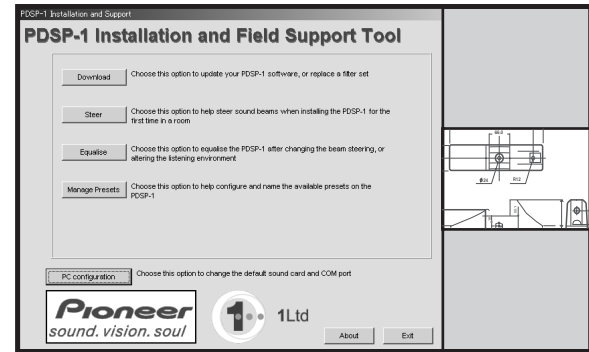 PDSP-1 Installation and Support
PDSP-1 Installation and Field Support Tool
Download
Choose this option to update your PDSP-1 software, or replace a filter set
Steer
Choose this option to help steer sound beams when installing the PDSP-1 for the
first time in a room
Equalise
Choose this option to equalise the PDSP-1 after changing the beam steering, or
altering the listening environment
Manage Presets
Choose this option to help configure and name the available presets on the
PDSP-1
PC configuration
Choose this option to change the default sound card and COM port
Pioneer
sound. vision. soul
1
1Ltd
About
Exit
R12